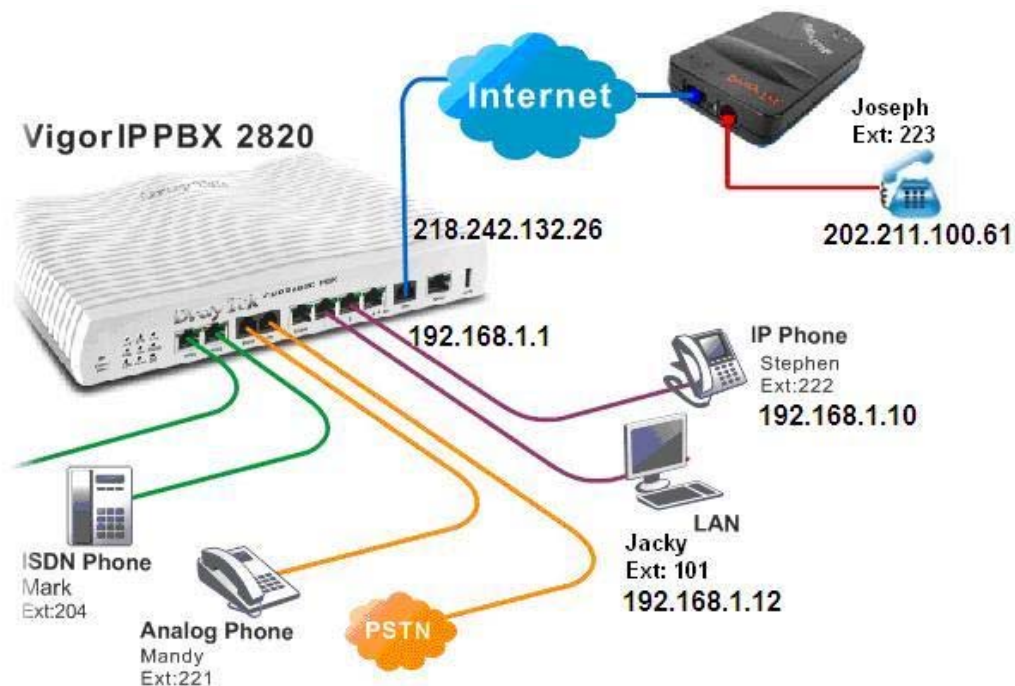 VigorIPPBX 2820
Internet
Joseph
Ext: 223
202.211.100.61
218.242.132.26
DrayTek
192.168.1.1
IP Phone
Stephen
Ext:222
192.168.1.10
LAN
Jacky
Ext: 101
192.168.1.12
ISDN Phone
Mark
Ext:204
Analog Phone
Mandy
Ext:221
PSTN